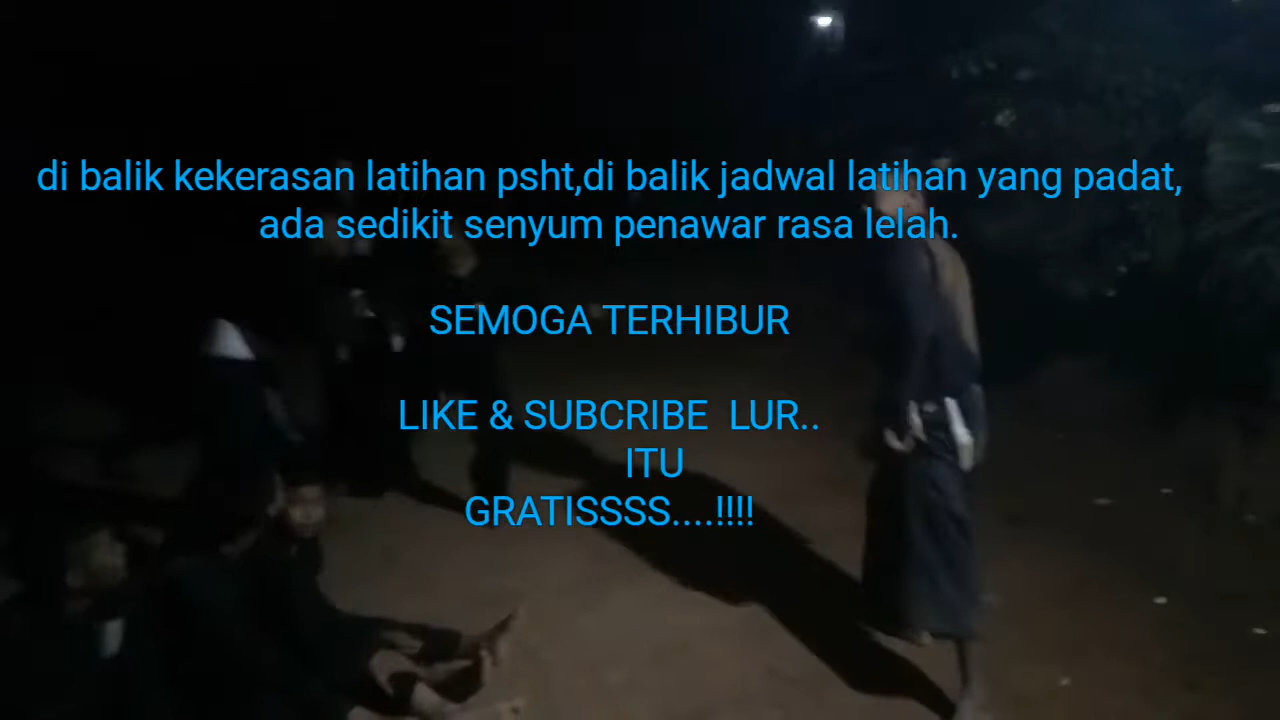 di balik kekerasan latihan psht,di balik jadwal latihan yang padat,
ada sedikit senyum penawar rasa lelah.
SEMOGA TERHIBUR
LIKE & SUBCRIBE LUR..
ITU
GRATISSSS....!!!!